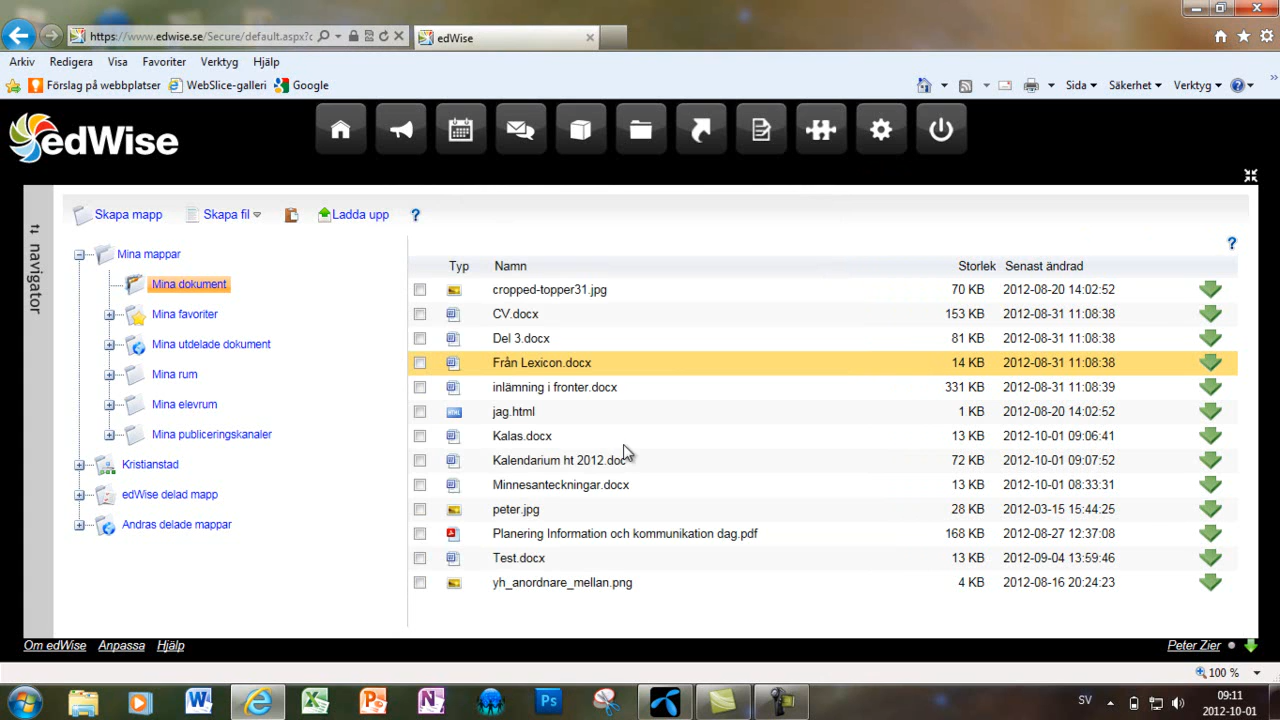 https://www.edwise.se/Secure/default.aspx?c
edWise
Arkiv Redigera Visa Favoriter Verktyg Hjälp
Förslag på webbplatser WebSlice-galleri Google
Sida Säkerhet Verktyg
edWise
Skapa mapp Skapa fil Ladda upp ?
navigator
Mina mappar
Mina dokument
Mina favoriter
Mina utdelade dokument
Mina rum
Mina elevrum
Mina publiceringskanaler
Kristianstad
edWise delad mapp
Andras delade mappar
?
Typ Namn Storlek Senast ändrad
cropped-topper31.jpg 70 KB 2012-08-20 14:02:52
CV.docx 153 KB 2012-08-31 11:08:38
Del 3.docx 81 KB 2012-08-31 11:08:38
Från Lexicon.docx 14 KB 2012-08-31 11:08:38
inlämning i fronter.docx 331 KB 2012-08-31 11:08:39
HTML jag.html 1 KB 2012-08-20 14:02:52
Kalas.docx 13 KB 2012-10-01 09:06:41
Kalendarium ht 2012.doc 72 KB 2012-10-01 09:07:52
Minnesanteckningar.docx 13 KB 2012-10-01 08:33:31
peter.jpg 28 KB 2012-03-15 15:44:25
Planering Information och kommunikation dag.pdf 168 KB 2012-08-27 12:37:08
Test.docx 13 KB 2012-09-04 13:59:46
yh_anordnare_mellan.png 4 KB 2012-08-16 20:24:23
Om edWise Anpassa Hjälp Peter Zier
100 %
Ps SV 09:11
2012-10-01